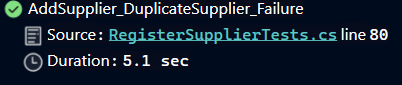 AddSupplier_DuplicateSupplier_Failure
Source: RegisterSupplierTests.cs line 80
Duration: 5.1 sec